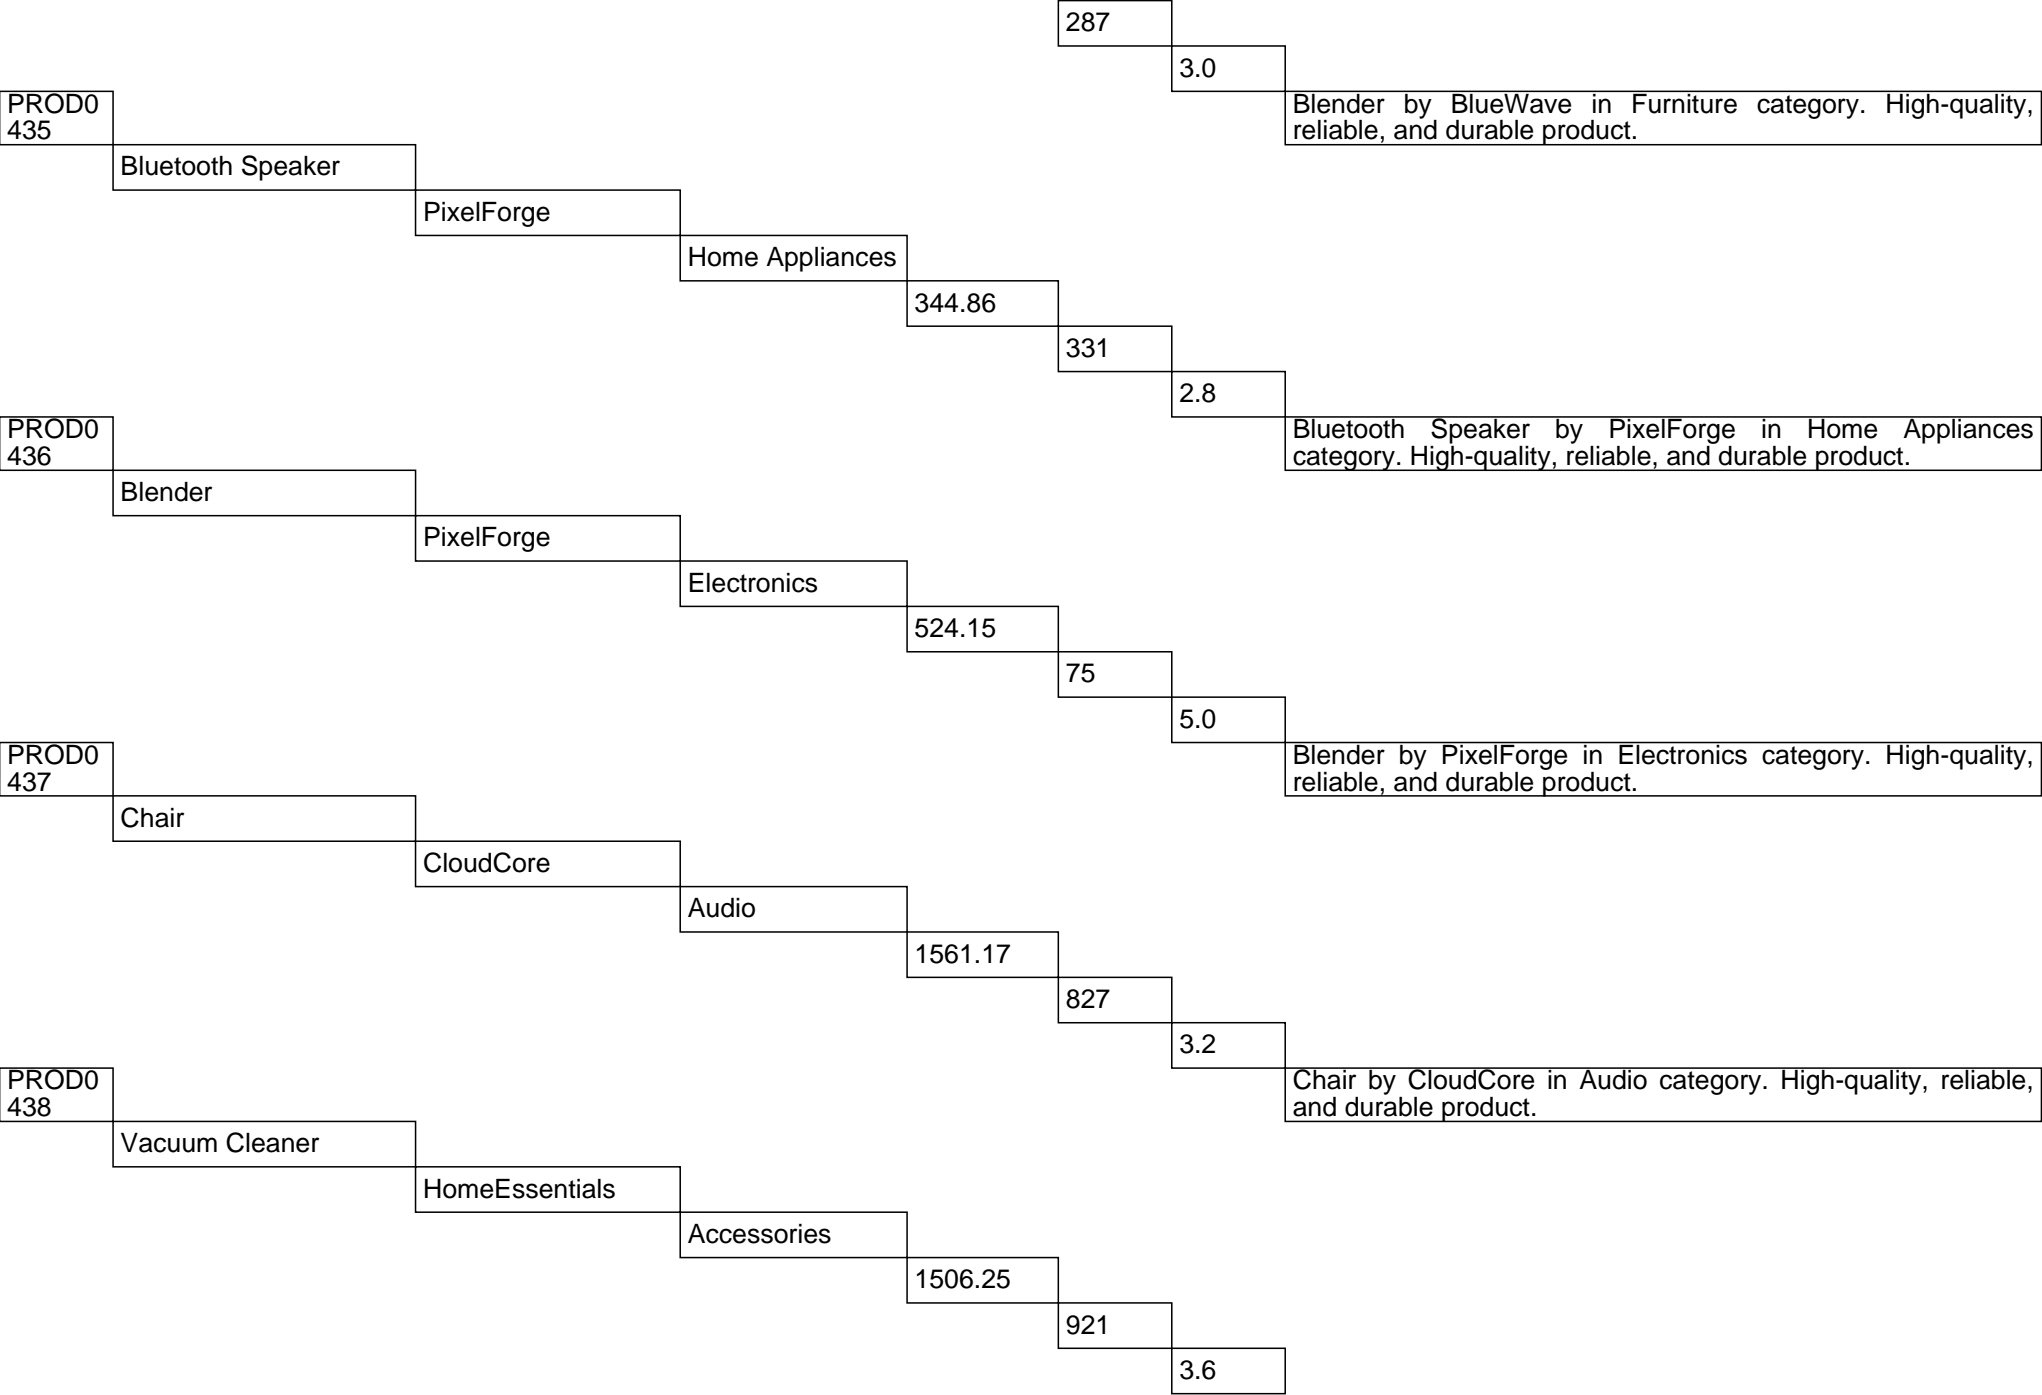 287
3.0
PROD0
435
Blender by BlueWave in Furniture category. High-quality,
reliable, and durable product.
Bluetooth Speaker
PixelForge
Home Appliances
344.86
331
2.8
PROD0
436
Bluetooth Speaker by PixelForge in Home Appliances
category. High-quality, reliable, and durable product.
Blender
PixelForge
Electronics
524.15
75
5.0
PROD0
437
Blender by PixelForge in Electronics category. High-quality,
reliable, and durable product.
Chair
CloudCore
Audio
1561.17
827
3.2
PROD0
438
Chair by CloudCore in Audio category. High-quality, reliable,
and durable product.
Vacuum Cleaner
HomeEssentials
Accessories
1506.25
921
3.6